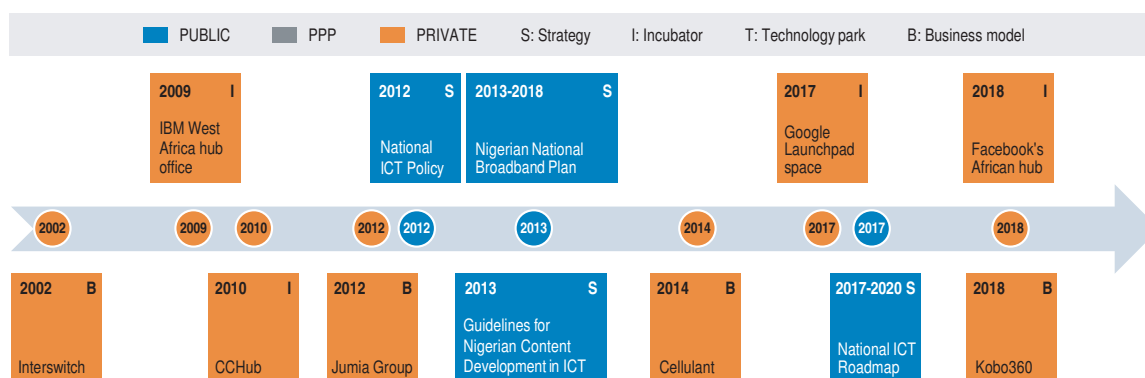 PUBLIC PPP PRIVATE S: Strategy I: Incubator T: Technology park B: Business model
2009 I
IBM West
Africa hub
office
2012 S
National
ICT Policy
2013-2018 S
Nigerian National
Broadband Plan
2017 I
Google
Launchpad
space
2018 I
Facebook's
African hub
2002 2009 2010 2012 2012 2013 2014 2017 2017 2018
2002 B
Interswitch
2010 I
CCHub
2012 B
Jumia Group
2013 S
Guidelines for
Nigerian Content
Development in ICT
2014 B
Cellulant
2017-2020 S
National ICT
Roadmap
2018 B
Kobo360